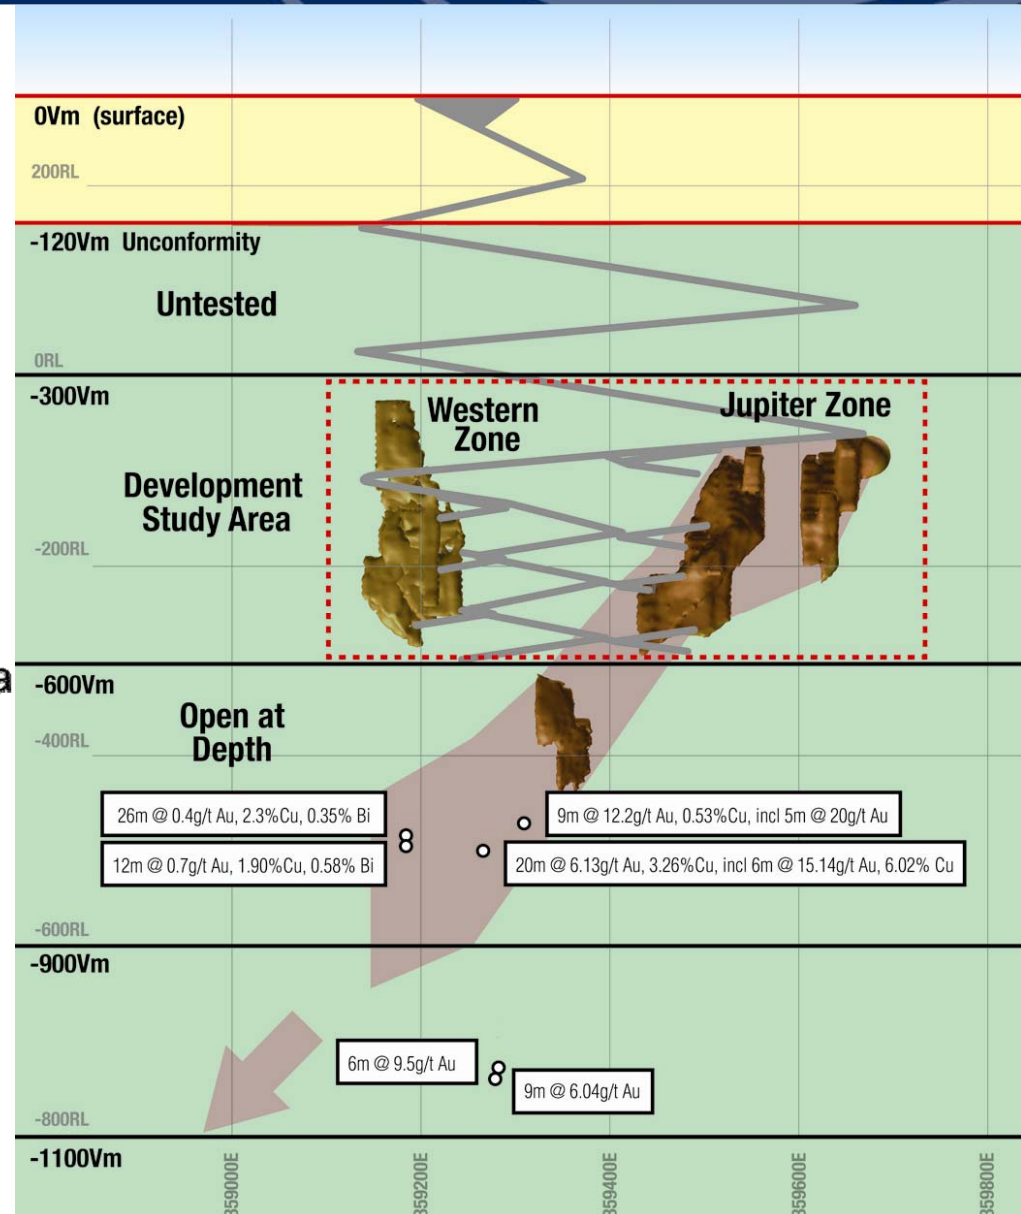 0Vm (surface)
200RL
-120Vm Unconformity
Untested
0RL
-300Vm
Western
Zone
Jupiter Zone
Development
Study Area
-200RL
a
-600Vm
Open at
Depth
-400RL
26m @ 0.4g/t Au, 2.3%Cu, 0.35% Bi
9m @ 12.2g/t Au, 0.53%Cu, incl 5m @ 20g/t Au
12m @ 0.7g/t Au, 1.90%Cu, 0.58% Bi
20m @ 6.13g/t Au, 3.26%Cu, incl 6m @ 15.14g/t Au, 6.02% Cu
-600RL
-900Vm
6m @ 9.5g/t Au
9m @ 6.04g/t Au
-800RL
-1100Vm
359000E
359200E
359400E
359600E
359800E